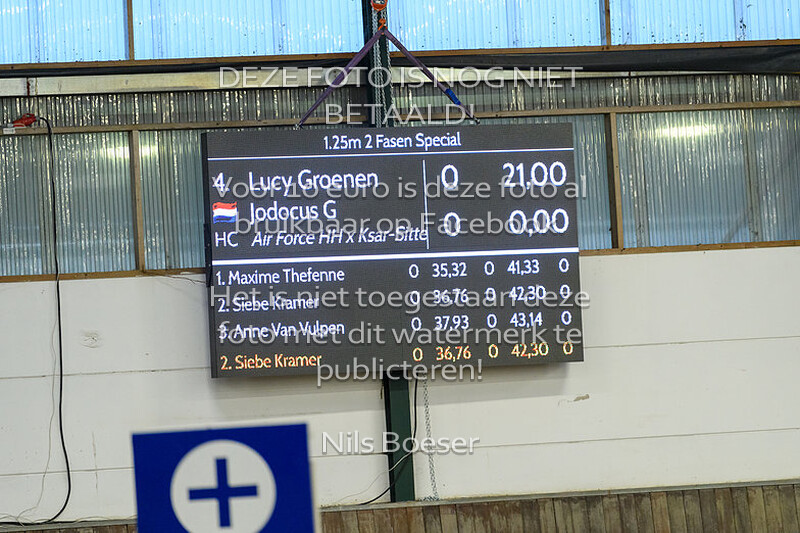 DEZE FOTO IS NOG NIET
BETAALD!
1.25m 2 Fasen Special
4. Lucy Groenen 0 21,00
Voor 10 euro is deze foto al
Jodocus G 0 0,00
bruikbaar op Facebook
HC Air Force HH x Ksar-Sitte
1. Maxime Thefenne 0 35,32 0 41,33 0
Het is niet toegestaan deze
2. Siebe Kramer 0 36,76 0 42,30 0
3. Anne Van Vulpen 0 37,93 0 43,14 0
foto met dit watermerk te
2. Siebe Kramer 0 36,76 0 42,30 0
publiceren!
Nils Boeser